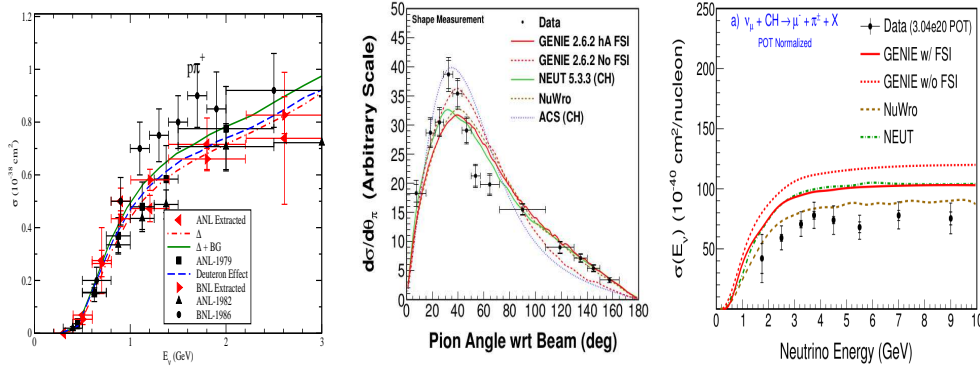 1.2
1
0.8
0.6
0.4
0.2
0
σ (10⁻³⁸ cm²)
pπ⁺
ANL Extracted
Δ
Δ + BG
ANL-1979
Deuteron Effect
BNL Extracted
ANL-1982
BNL-1986
0 1 2 3
E_ν (GeV)
50
45
40
35
30
25
20
15
10
5
0
dσ/dθ_π (Arbitrary Scale)
Shape Measurement
Data
GENIE 2.6.2 hA FSI
GENIE 2.6.2 No FSI
NEUT 5.3.3 (CH)
NuWro
ACS (CH)
0 20 40 60 80 100 120 140 160 180
Pion Angle wrt Beam (deg)
250
200
150
100
50
σ(E_ν) (10⁻⁴⁰ cm²/nucleon)
a) ν_μ + CH → μ⁻ + π^± + X
POT Normalized
Data (3.04e20 POT)
GENIE w/ FSI
GENIE w/o FSI
NuWro
NEUT
0 2 4 6 8 10
Neutrino Energy (GeV)